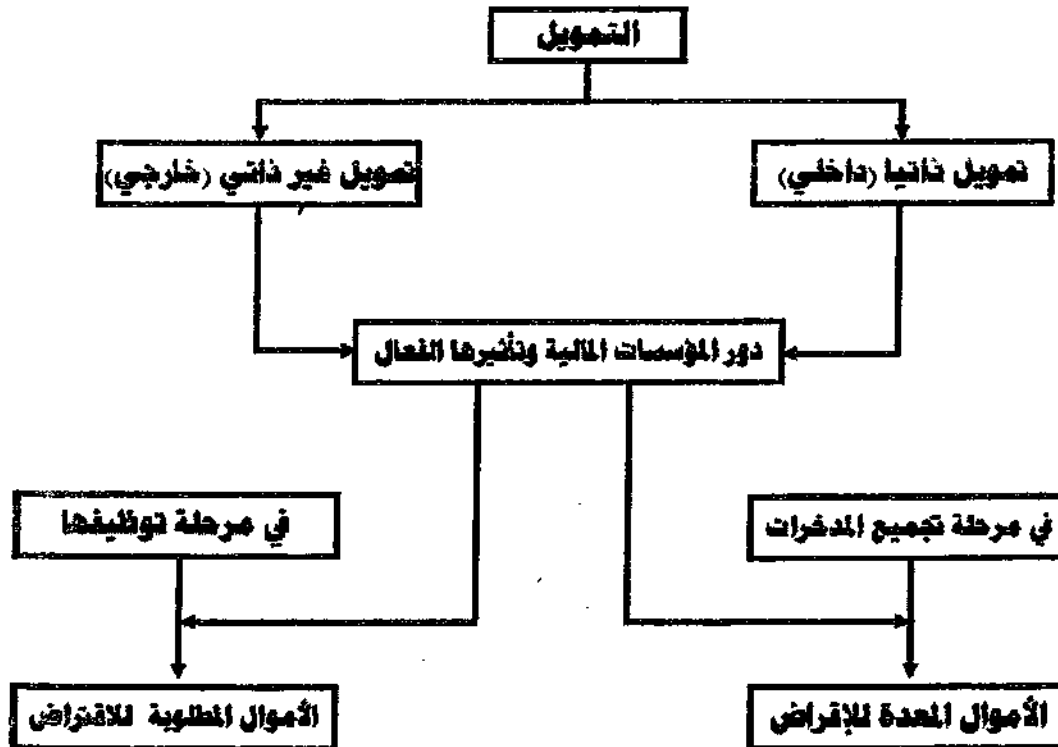 التمويل
تمويل ذاتيا (داخلي)
تمويل غير ذاتي (خارجي)
دور المؤسسات المالية وتأثيرها الفعال
في مرحلة تجميع المدخرات
في مرحلة توظيفها
الأموال المعدة للإقراض
الأموال المطلوبة للاقتراض